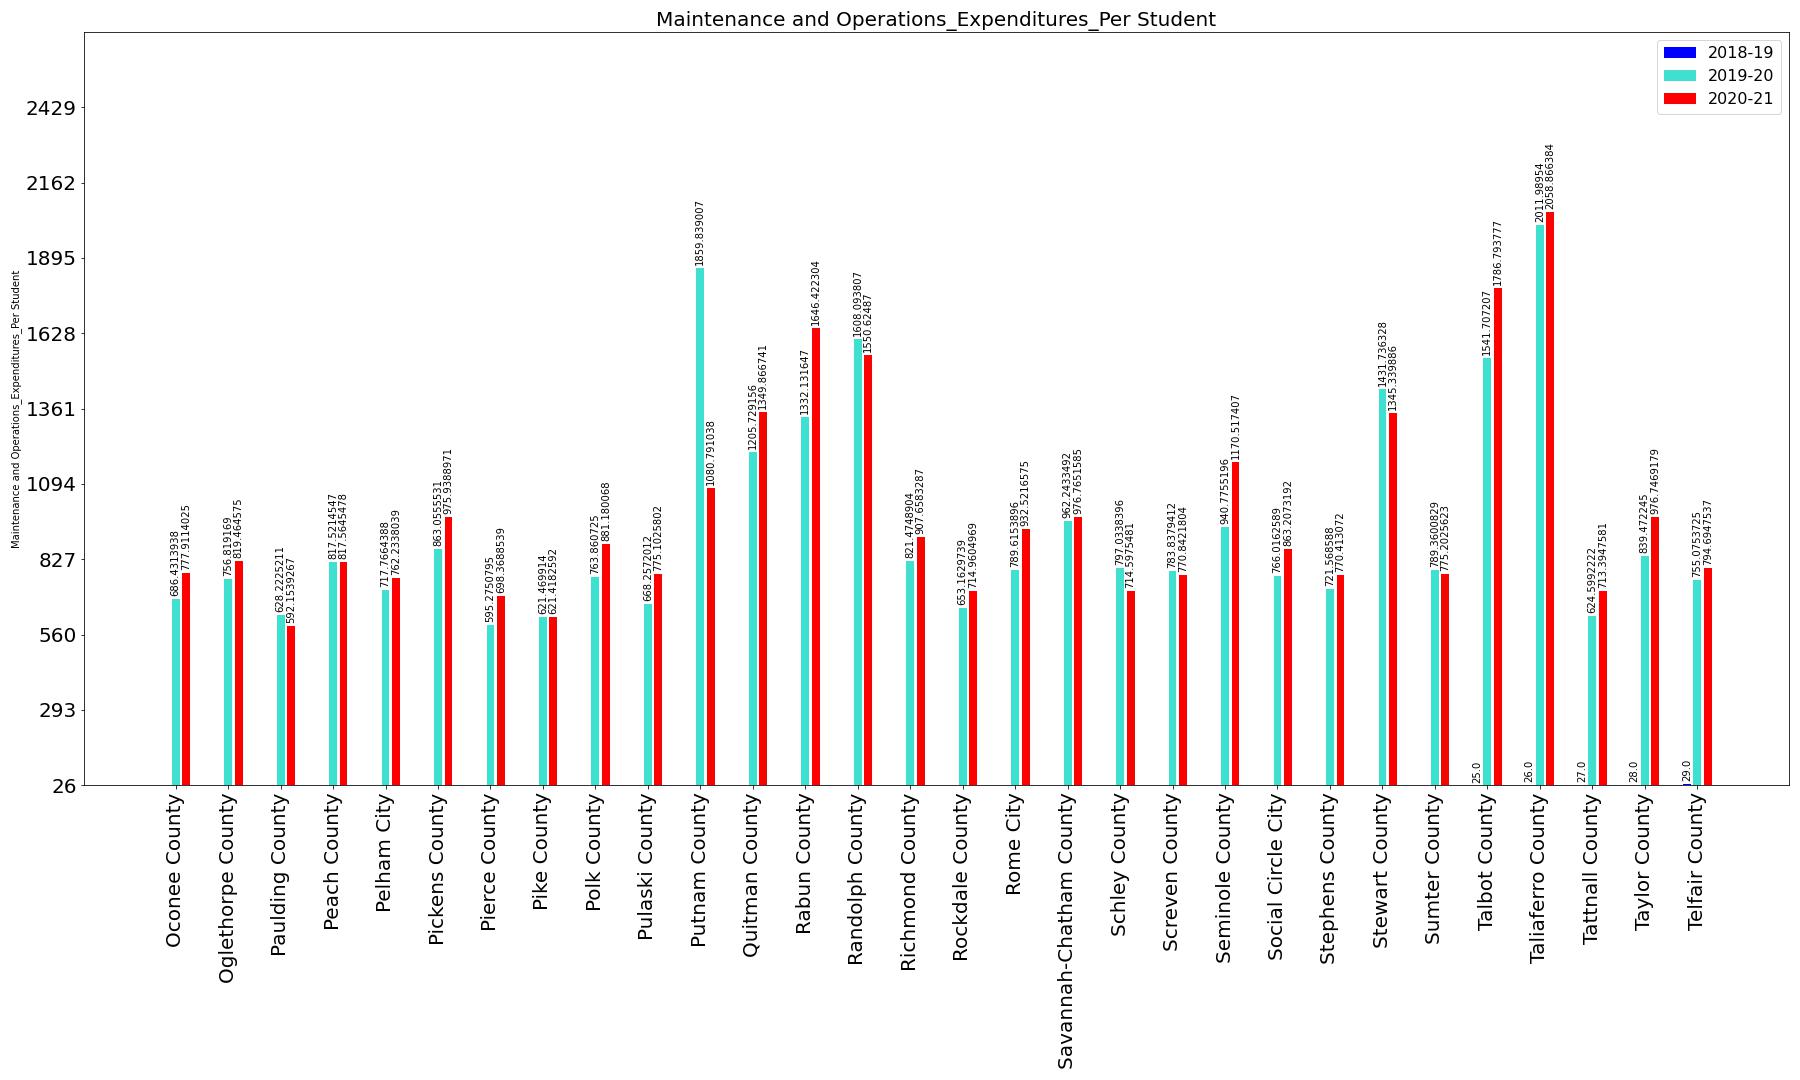 Maintenance and Operations_Expenditures_Per Student
2018-19
2019-20
2020-21
Maintenance and Operations_Expenditures_Per Student
2429
2162
1895
1628
1361
1094
827
560
293
26
686.4313938
777.9114025
756.8199169
819.464575
628.2225211
592.1539267
817.5214547
817.5645478
717.7664388
762.2338039
863.0555531
975.9388971
595.2750795
698.3688539
621.469914
621.4182592
763.860725
881.180068
668.2572012
775.1025802
1859.839007
1080.791038
1205.729156
1349.866741
1332.131647
1646.422304
1608.093807
1550.62487
821.4748904
907.6583287
653.1629739
714.9604969
789.6153896
932.5216575
962.2433492
976.7651585
797.0338396
714.5975481
783.8379412
770.8421804
940.7755196
1170.517407
766.0162589
863.2073192
721.5685588
770.413072
1431.736328
1345.339886
789.3600829
775.2025623
25.0
1541.707207
1786.793777
26.0
2011.98954
2058.866384
27.0
624.5992222
713.3947581
28.0
839.472245
976.7469179
29.0
755.0753725
794.6947537
Oconee County
Oglethorpe County
Paulding County
Peach County
Pelham City
Pickens County
Pierce County
Pike County
Polk County
Pulaski County
Putnam County
Quitman County
Rabun County
Randolph County
Richmond County
Rockdale County
Rome City
Savannah-Chatham County
Schley County
Screven County
Seminole County
Social Circle City
Stephens County
Stewart County
Sumter County
Talbot County
Taliaferro County
Tattnall County
Taylor County
Telfair County